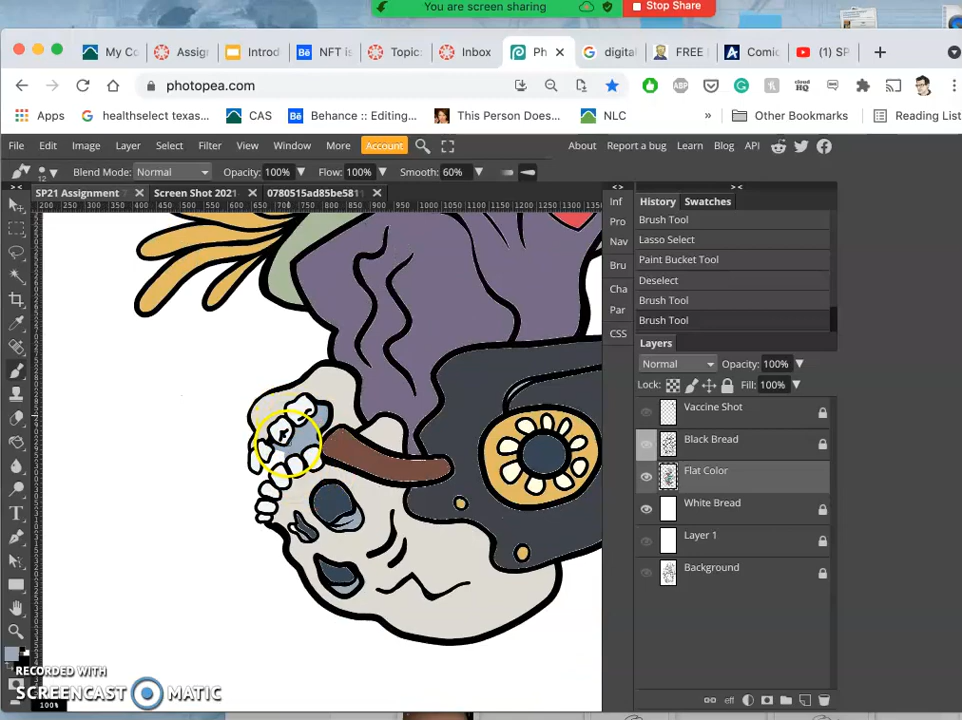 You are screen sharing
Stop Share
My Co
Assign
Introd
NFT is
Topic:
Inbox
Ph
digital
FREE
Comic
(1) SP
photopea.com
Apps
healthselect texas...
CAS
Behance :: Editing...
This Person Does...
NLC
»
Other Bookmarks
Reading List
File Edit Image Layer Select Filter View Window More Account
About Report a bug Learn Blog API
12
Blend Mode: Normal
Opacity: 100%
Flow: 100%
Smooth: 60%
SP21 Assignment
Screen Shot 2021
0780515ad85be581
Inf
Pro
Nav
Bru
Cha
Par
CSS
History Swatches
Brush Tool
Lasso Select
Paint Bucket Tool
Deselect
Brush Tool
Brush Tool
Layers
Normal
Opacity: 100%
Lock:
Fill: 100%
Vaccine Shot
Black Bread
Flat Color
White Bread
Layer 1
Background
eff
100%
RECORDED WITH
SCREENCAST MATIC